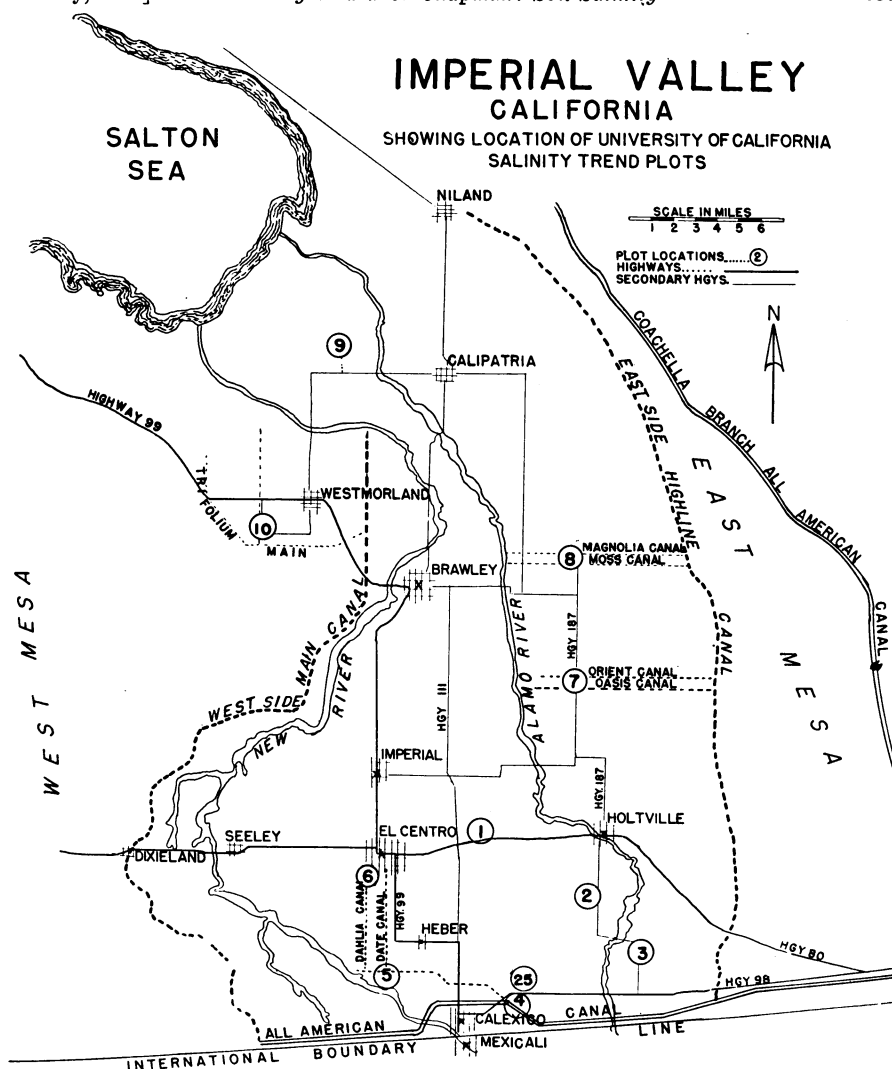 IMPERIAL VALLEY
CALIFORNIA
SHOWING LOCATION OF UNIVERSITY OF CALIFORNIA
SALINITY TREND PLOTS
SALTON
SEA
NILAND
SCALE IN MILES
1 2 3 4 5 6
PLOT LOCATIONS......②
HIGHWAYS......
SECONDARY HGYS.
N
9
CALIPATRIA
COACHELLA BRANCH ALL AMERICAN CANAL
EAST SIDE HIGHLINE CANAL
HIGHWAY 99
EAST MESA
TRIFOLIUM
MAIN
WESTMORLAND
10
8
MAGNOLIA CANAL
MOSS CANAL
BRAWLEY
WEST MESA
WEST SIDE MAIN CANAL
NEW RIVER
HGY 111
ALAMO RIVER
HGY 187
7
ORIENT CANAL
OASIS CANAL
IMPERIAL
HGY. 187
HOLTVILLE
DIXIELAND
SEELEY
EL CENTRO
1
6
DAHLIA CANAL
DATE CANAL
HGY. 99
HEBER
2
3
HGY 80
5
25
4
HGY 98
CALEXICO
ALL AMERICAN CANAL
MEXICALI
INTERNATIONAL BOUNDARY LINE